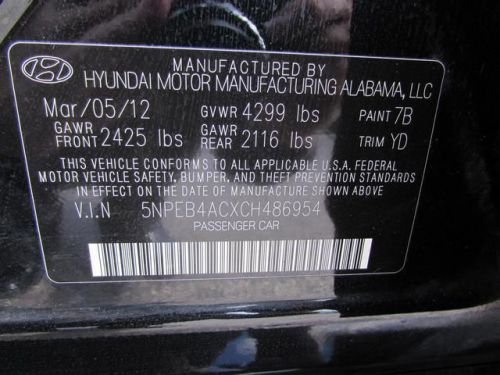 MANUFACTURED BY
HYUNDAI MOTOR MANUFACTURING ALABAMA, LLC
Mar/05/12 GVWR 4299 lbs PAINT 7B
GAWR FRONT 2425 lbs GAWR REAR 2116 lbs TRIM YD
THIS VEHICLE CONFORMS TO ALL APPLICABLE U.S.A. FEDERAL
MOTOR VEHICLE SAFETY, BUMPER, AND THEFT PREVENTION STANDARDS
IN EFFECT ON THE DATE OF MANUFACTURE SHOWN ABOVE.
V.I.N 5NPEB4ACXCH486954
PASSENGER CAR